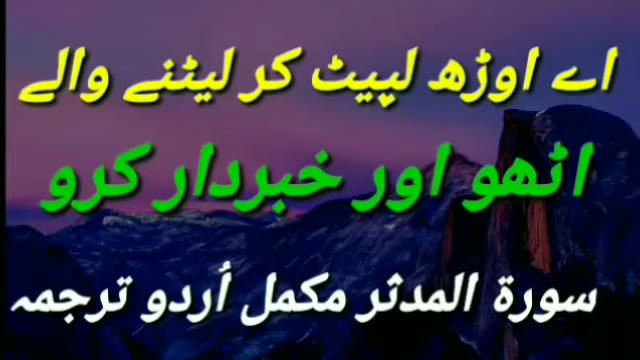 اے اوڑھ لپیٹ کر لیٹنے والے
اٹھو اور خبردار کرو
سورۃ المدثر مکمل اُردو ترجمہ